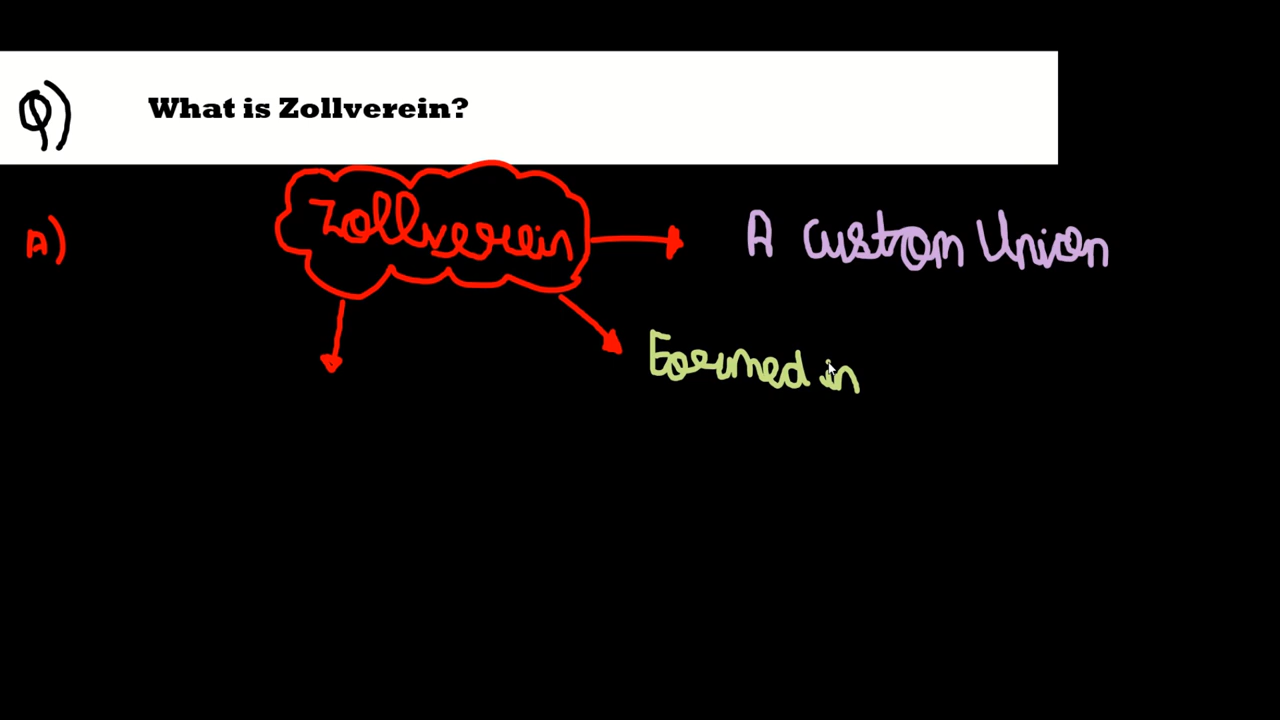 Q) What is Zollverein?
A) Zollverein → A Custom Union
Formed in